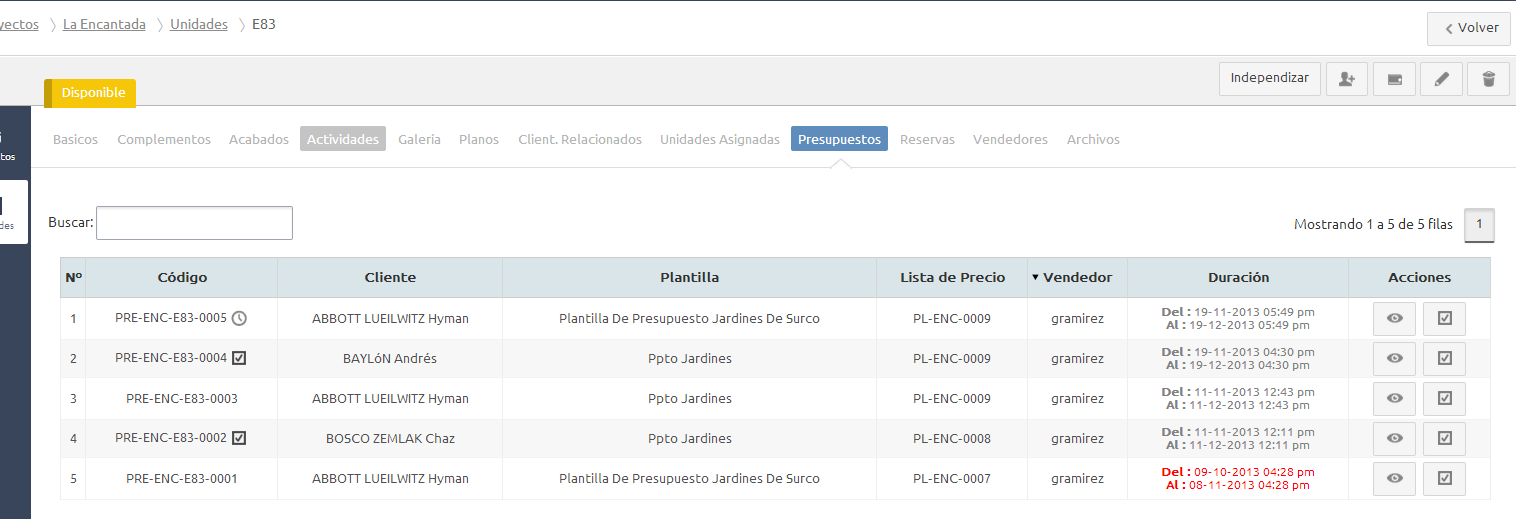 yectos La Encantada Unidades E83
Volver
Independizar
Disponible
Basicos Complementos Acabados Actividades Galeria Planos Client. Relacionados Unidades Asignadas Presupuestos Reservas Vendedores Archivos
tos
des
Buscar:
Mostrando 1 a 5 de 5 filas 1
Nº Código Cliente Plantilla Lista de Precio Vendedor Duración Acciones
1 PRE-ENC-E83-0005 ABBOTT LUEILWITZ Hyman Plantilla De Presupuesto Jardines De Surco PL-ENC-0009 gramirez Del : 19-11-2013 05:49 pm
Al : 19-12-2013 05:49 pm
2 PRE-ENC-E83-0004 BAYLóN Andrés Ppto Jardines PL-ENC-0009 gramirez Del : 19-11-2013 04:30 pm
Al : 19-12-2013 04:30 pm
3 PRE-ENC-E83-0003 ABBOTT LUEILWITZ Hyman Ppto Jardines PL-ENC-0009 gramirez Del : 11-11-2013 12:43 pm
Al : 11-12-2013 12:43 pm
4 PRE-ENC-E83-0002 BOSCO ZEMLAK Chaz Ppto Jardines PL-ENC-0008 gramirez Del : 11-11-2013 12:11 pm
Al : 11-12-2013 12:11 pm
5 PRE-ENC-E83-0001 ABBOTT LUEILWITZ Hyman Plantilla De Presupuesto Jardines De Surco PL-ENC-0007 gramirez Del : 09-10-2013 04:28 pm
Al : 08-11-2013 04:28 pm